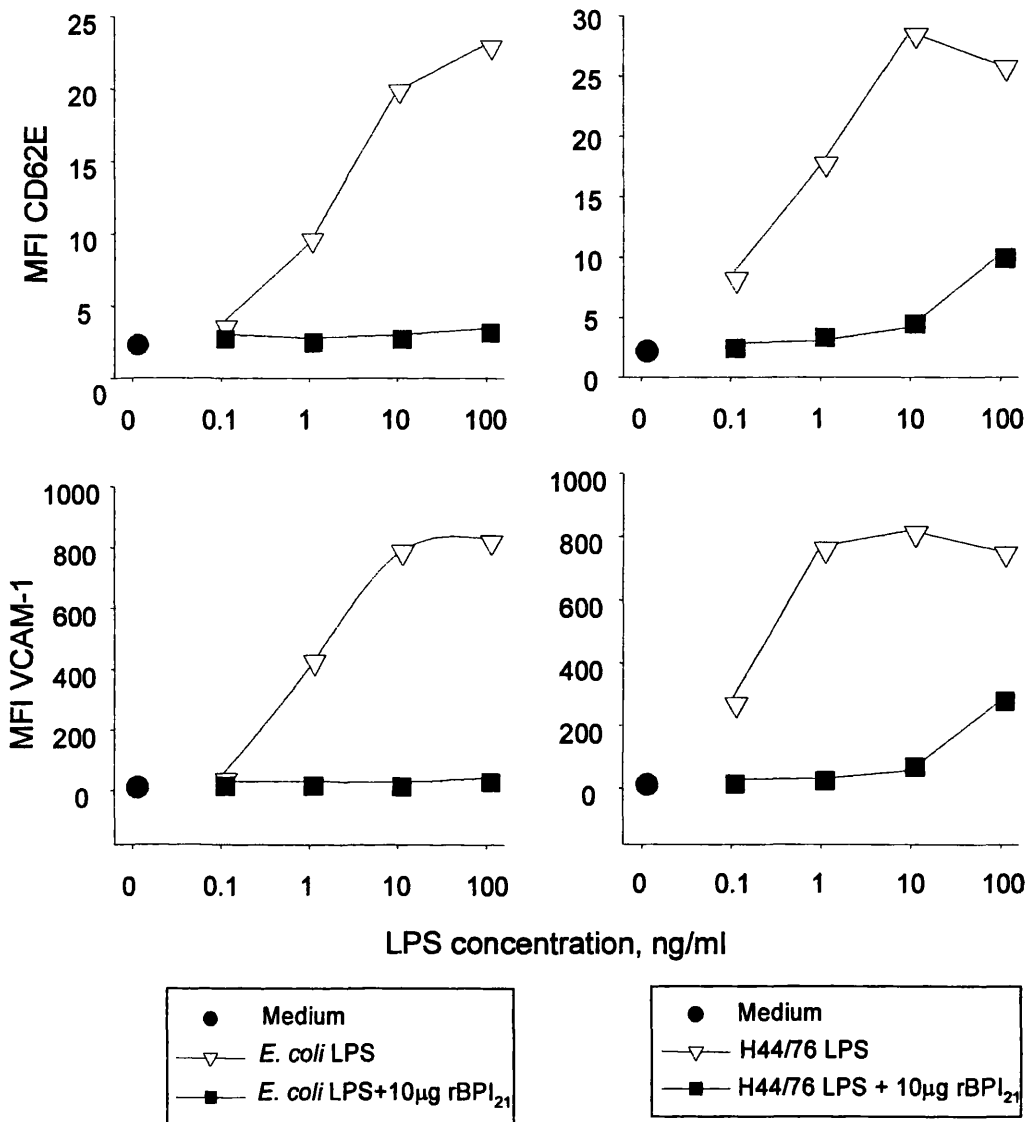 MFI CD62E
25
20
15
10
5
0
0 0.1 1 10 100
30
25
20
15
10
5
0
0 0.1 1 10 100
MFI VCAM-1
1000
800
600
400
200
0
0 0.1 1 10 100
1000
800
600
400
200
0
0 0.1 1 10 100
LPS concentration, ng/ml
Medium
E. coli LPS
E. coli LPS+10μg rBPI₂₁
Medium
H44/76 LPS
H44/76 LPS + 10μg rBPI₂₁